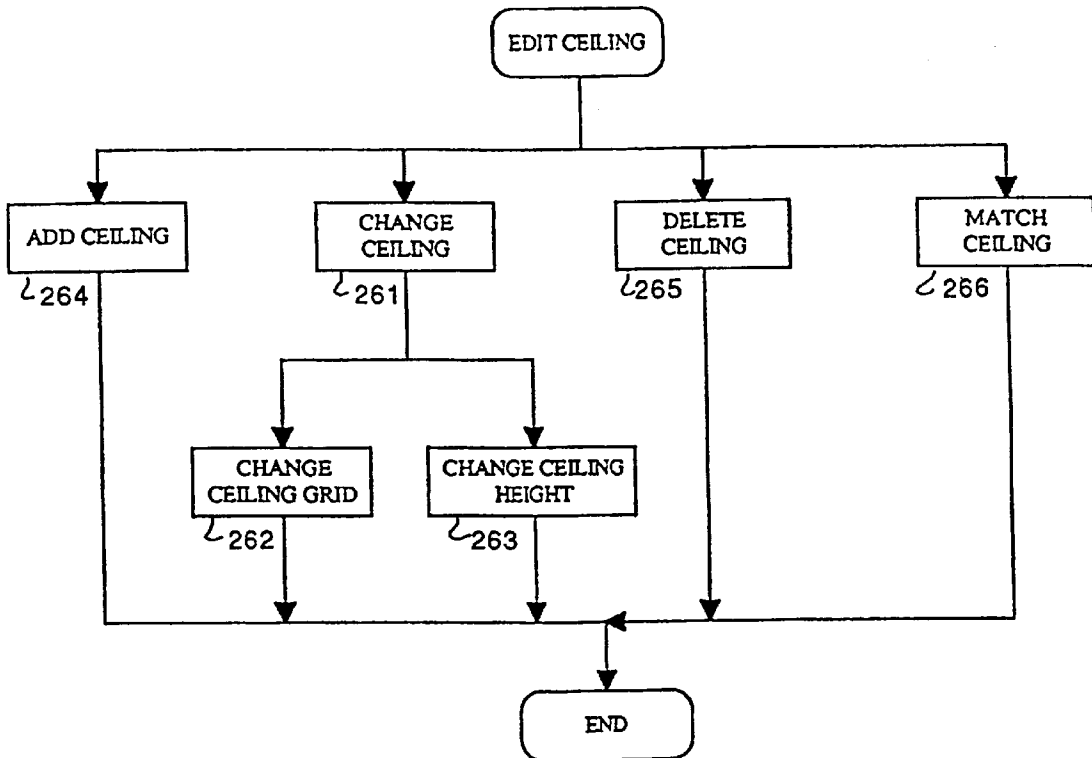 EDIT CEILING
ADD CEILING
264
CHANGE
CEILING
261
DELETE
CEILING
265
MATCH
CEILING
266
CHANGE
CEILING GRID
262
CHANGE CEILING
HEIGHT
263
END